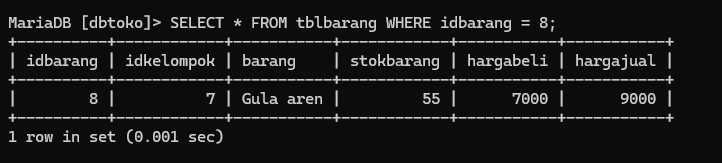 MariaDB [dbtoko]> SELECT * FROM tblbarang WHERE idbarang = 8;
+----------+------------+-----------+------------+-----------+-----------+
| idbarang | idkelompok | barang    | stokbarang | hargabeli | hargajual |
+----------+------------+-----------+------------+-----------+-----------+
|        8 |          7 | Gula aren |         55 |      7000 |      9000 |
+----------+------------+-----------+------------+-----------+-----------+
1 row in set (0.001 sec)